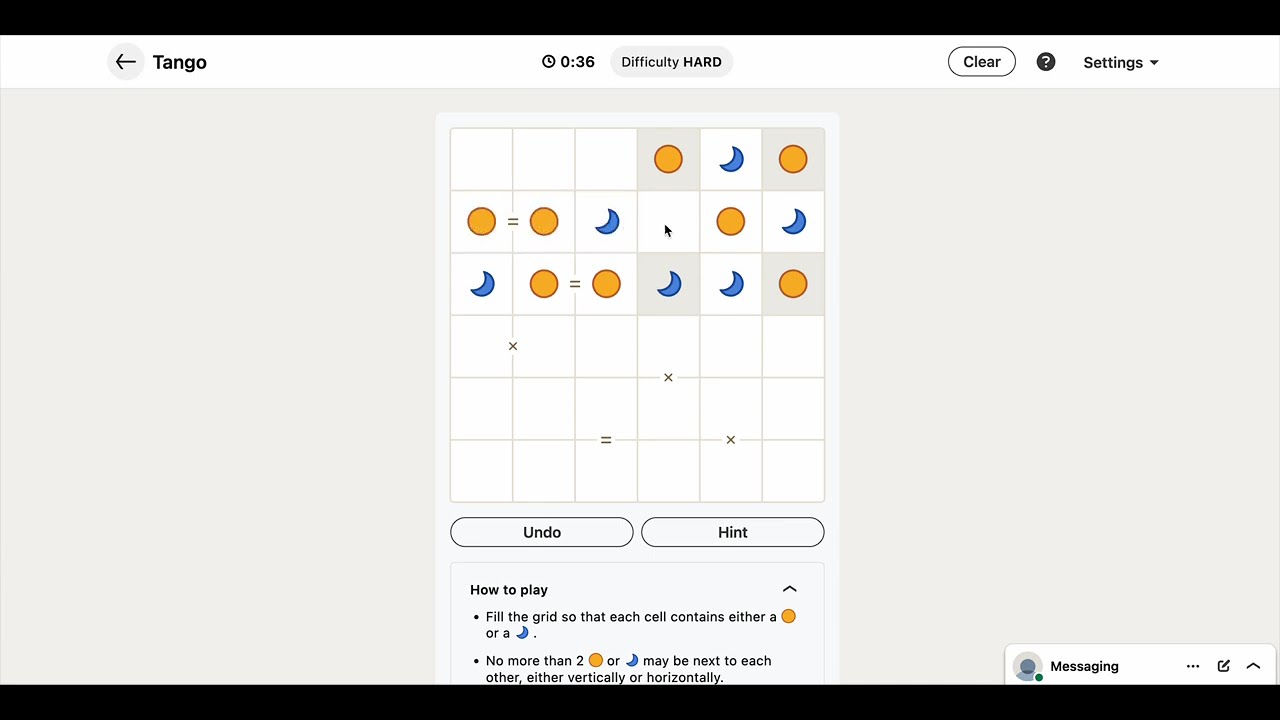 Tango
0:36
Difficulty HARD
Clear
?
Settings
=
=
×
×
=
×
Undo
Hint
How to play
• Fill the grid so that each cell contains either a
or a .
• No more than 2 or may be next to each
other, either vertically or horizontally.
Messaging